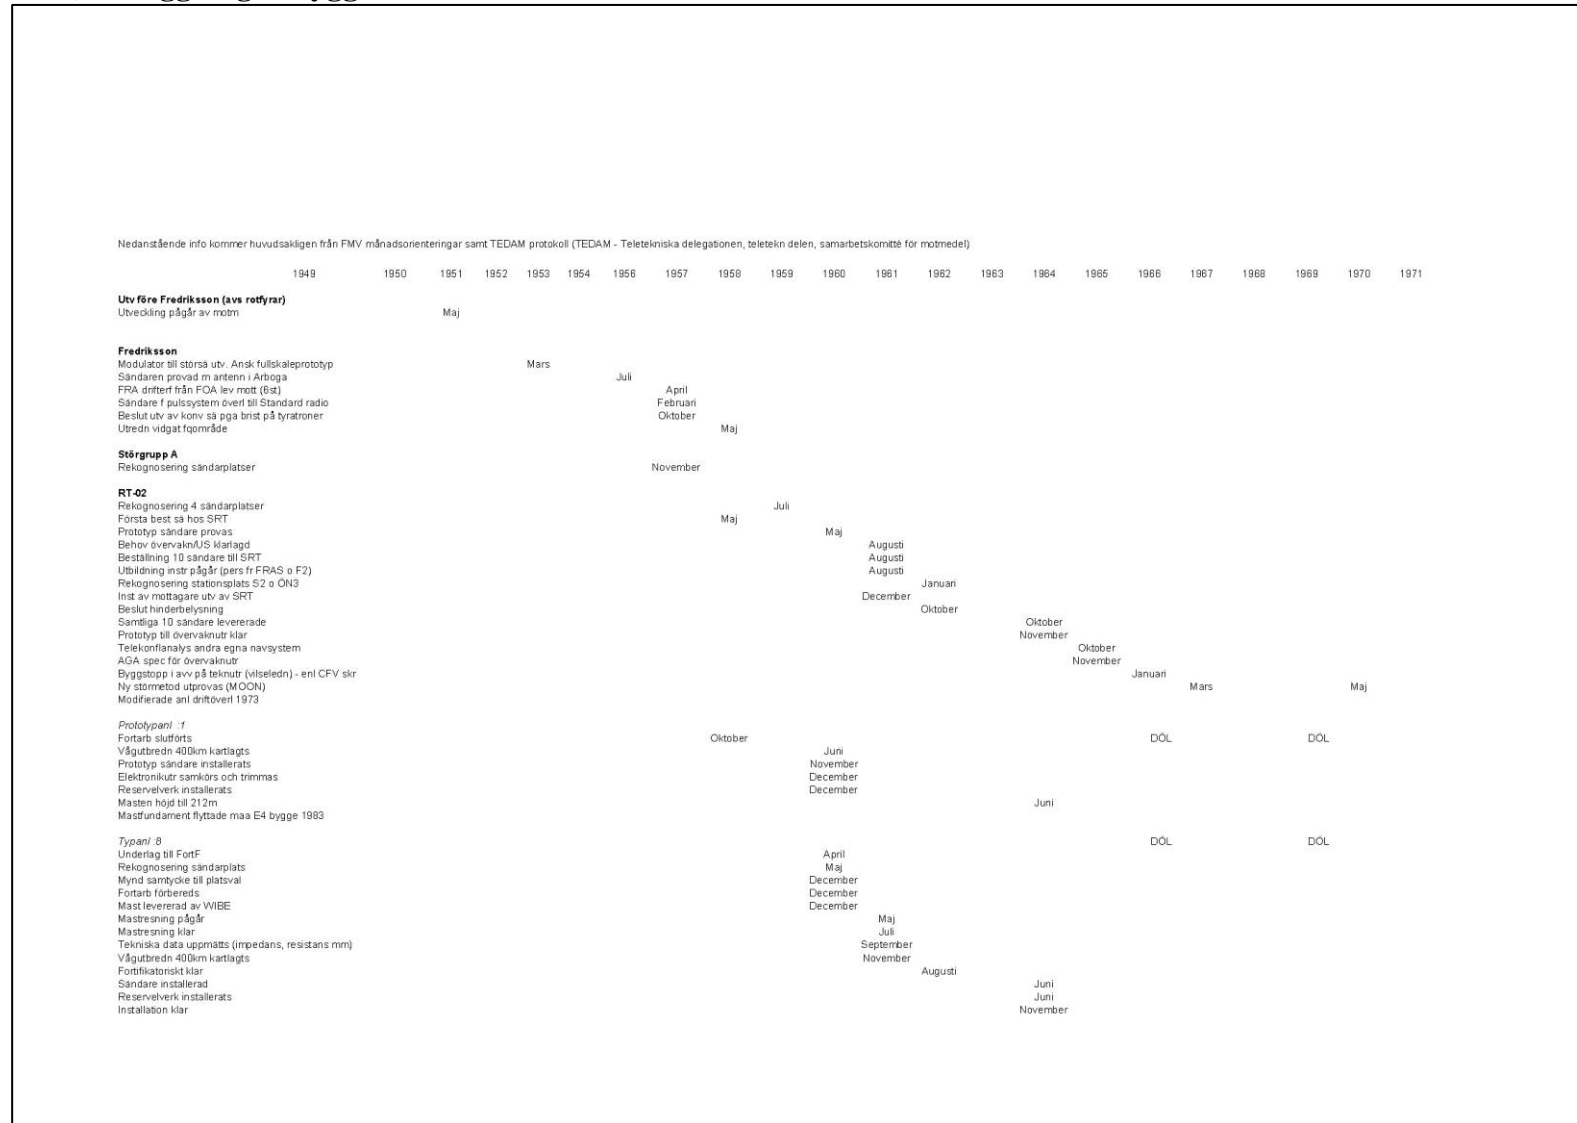 Nedanstående info kommer huvudsakligen från FMV månadsorienteringar samt TEDAM protokoll (TEDAM - Teletekniska delegationen, teletekn delen, samarbetskomitté för motmedel)
1949 1950 1951 1952 1953 1954 1956 1957 1958 1959 1960 1961 1962 1963 1964 1965 1966 1967 1968 1969 1970 1971
Utv före Fredriksson (avs rotfyrar)
Utveckling pågår av motm Maj
Fredriksson
Modulator till störsä utv. Ansk fullskaleprototyp Mars
Sändaren provad m antenn i Arboga Juli
FRA drifterf från FOA lev mott (6st) April
Sändare f pulssystem överl till Standard radio Februari
Beslut utv av konv sä pga brist på tyratroner Oktober
Utredn vidgat fqområde Maj
Störgrupp A
Rekognosering sändarplatser November
RT-02
Rekognosering 4 sändarplatser Juli
Första best sä hos SRT Maj
Prototyp sändare provas Maj
Behov övervakn/US klarlagd Augusti
Beställning 10 sändare till SRT Augusti
Utbildning instr pågår (pers fr FRAS o F2) Augusti
Rekognosering stationsplats S2 o ÖN3 Januari
Inst av mottagare utv av SRT December
Beslut hinderbelysning Oktober
Samtliga 10 sändare levererade Oktober
Prototyp till övervaknutr klar November
Telekonflanalys andra egna navsystem Oktober
AGA spec för övervaknutr November
Byggstopp i avv på teknutr (vilseledn) - enl CFV skr Januari
Ny störmetod utprovas (MOON) Mars Maj
Modifierade anl driftöverl 1973
Prototypanl :1
Fortarb slutförts Oktober DÖL DÖL
Vågutbredn 400km kartlagts Juni
Prototyp sändare installerats November
Elektronikutr samkörs och trimmas December
Reservelverk installerats December
Masten höjd till 212m Juni
Mastfundament flyttade maa E4 bygge 1983
Typanl :8 DÖL DÖL
Underlag till FortF April
Rekognosering sändarplats Maj
Mynd samtycke till platsval December
Fortarb förbereds December
Mast levererad av WIBE December
Mastresning pågår Maj
Mastresning klar Juli
Tekniska data uppmätts (impedans, resistans mm) September
Vågutbredn 400km kartlagts November
Fortifikatoriskt klar Augusti
Sändare installerad Juni
Reservelverk installerats Juni
Installation klar November